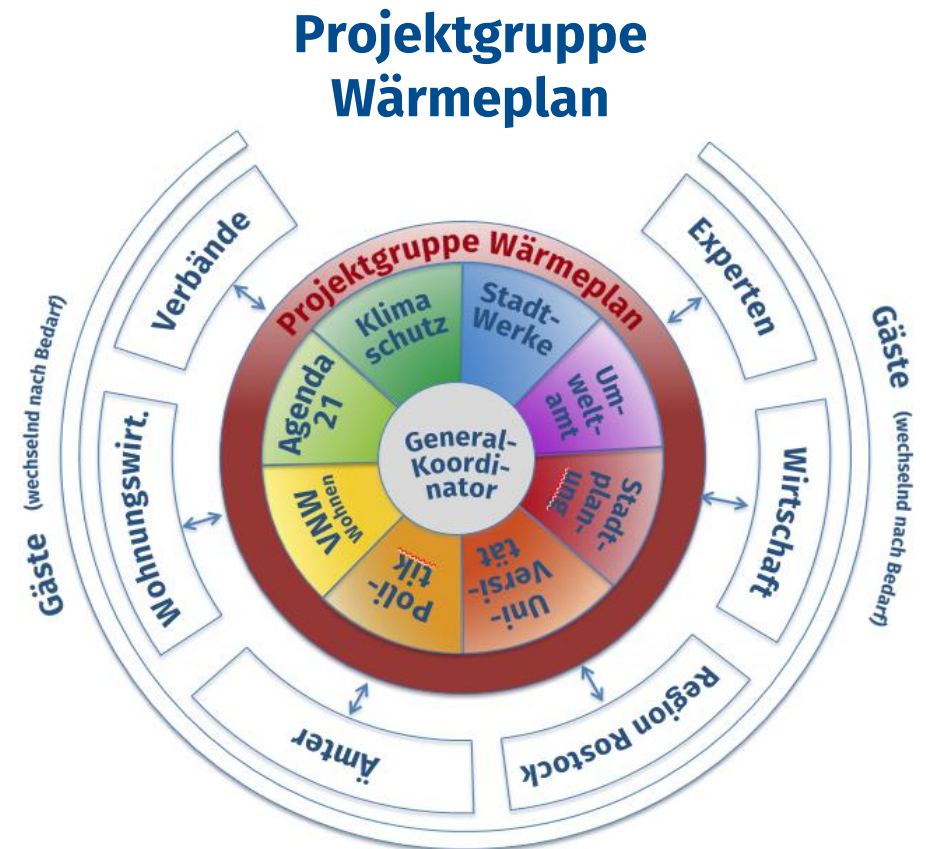 Projektgruppe
Wärmeplan
Projektgruppe Wärmeplan
Klima
schutz
Stadt-
Werke
Um-
welt-
amt
Stadt-
plan-
ung
Uni-
Versi-
tät
Poli-
tik
VNW
Wohnen
Agenda
21
General-
Koordi-
nator
Verbände
Experten
Wirtschaft
Region Rostock
Ämter
Wohnungswirt.
Gäste (wechselnd nach Bedarf)
Gäste (wechselnd nach Bedarf)